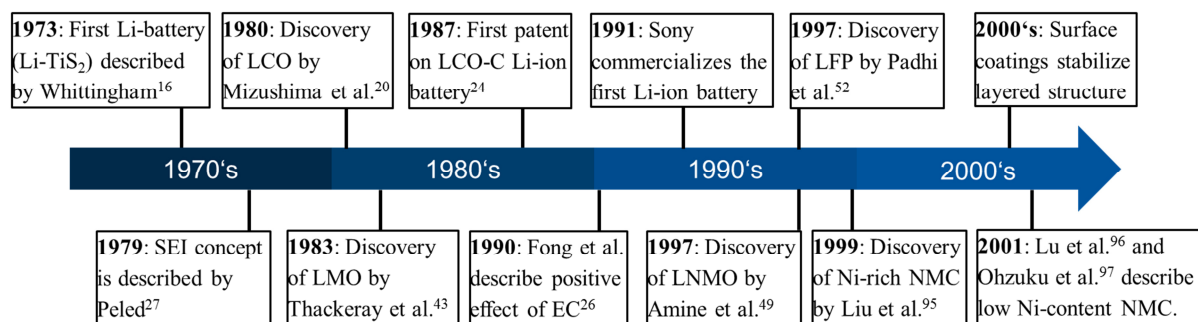 1973: First Li-battery
(Li-TiS₂) described
by Whittingham¹⁶
1980: Discovery
of LCO by
Mizushima et al.²⁰
1987: First patent
on LCO-C Li-ion
battery²⁴
1991: Sony
commercializes the
first Li-ion battery
1997: Discovery
of LFP by Padhi
et al.⁵²
2000‘s: Surface
coatings stabilize
layered structure
1970‘s
1980‘s
1990‘s
2000‘s
1979: SEI concept
is described by
Peled²⁷
1983: Discovery
of LMO by
Thackeray et al.⁴³
1990: Fong et al.
describe positive
effect of EC²⁶
1997: Discovery
of LNMO by
Amine et al.⁴⁹
1999: Discovery
of Ni-rich NMC
by Liu et al.⁹⁵
2001: Lu et al.⁹⁶ and
Ohzuku et al.⁹⁷ describe
low Ni-content NMC.